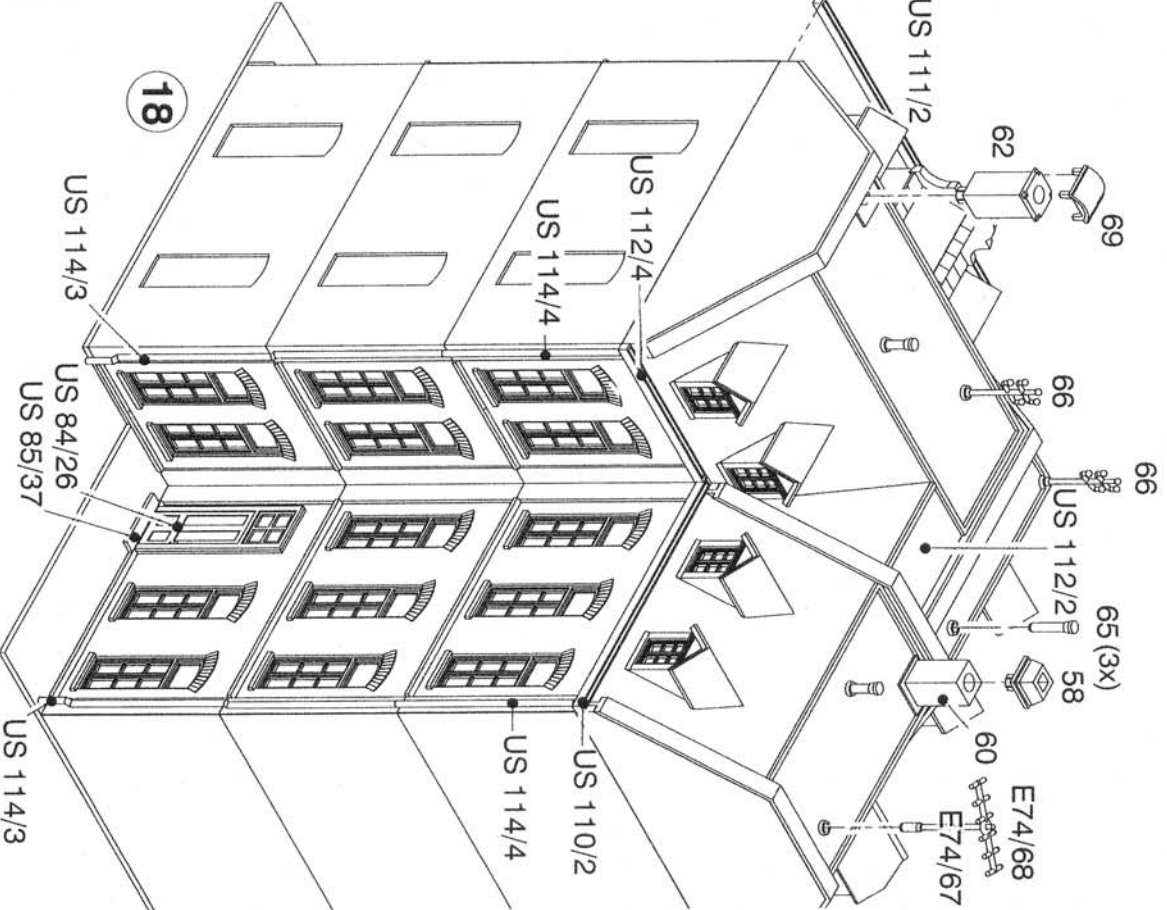 US 111/2
62
69
66
66
US 112/2
65 (3x)
58
60
E74/68
E74/67
18
US 112/4
US 114/4
US 114/3
US 84/26
US 85/37
US 110/2
US 114/4
US 114/3